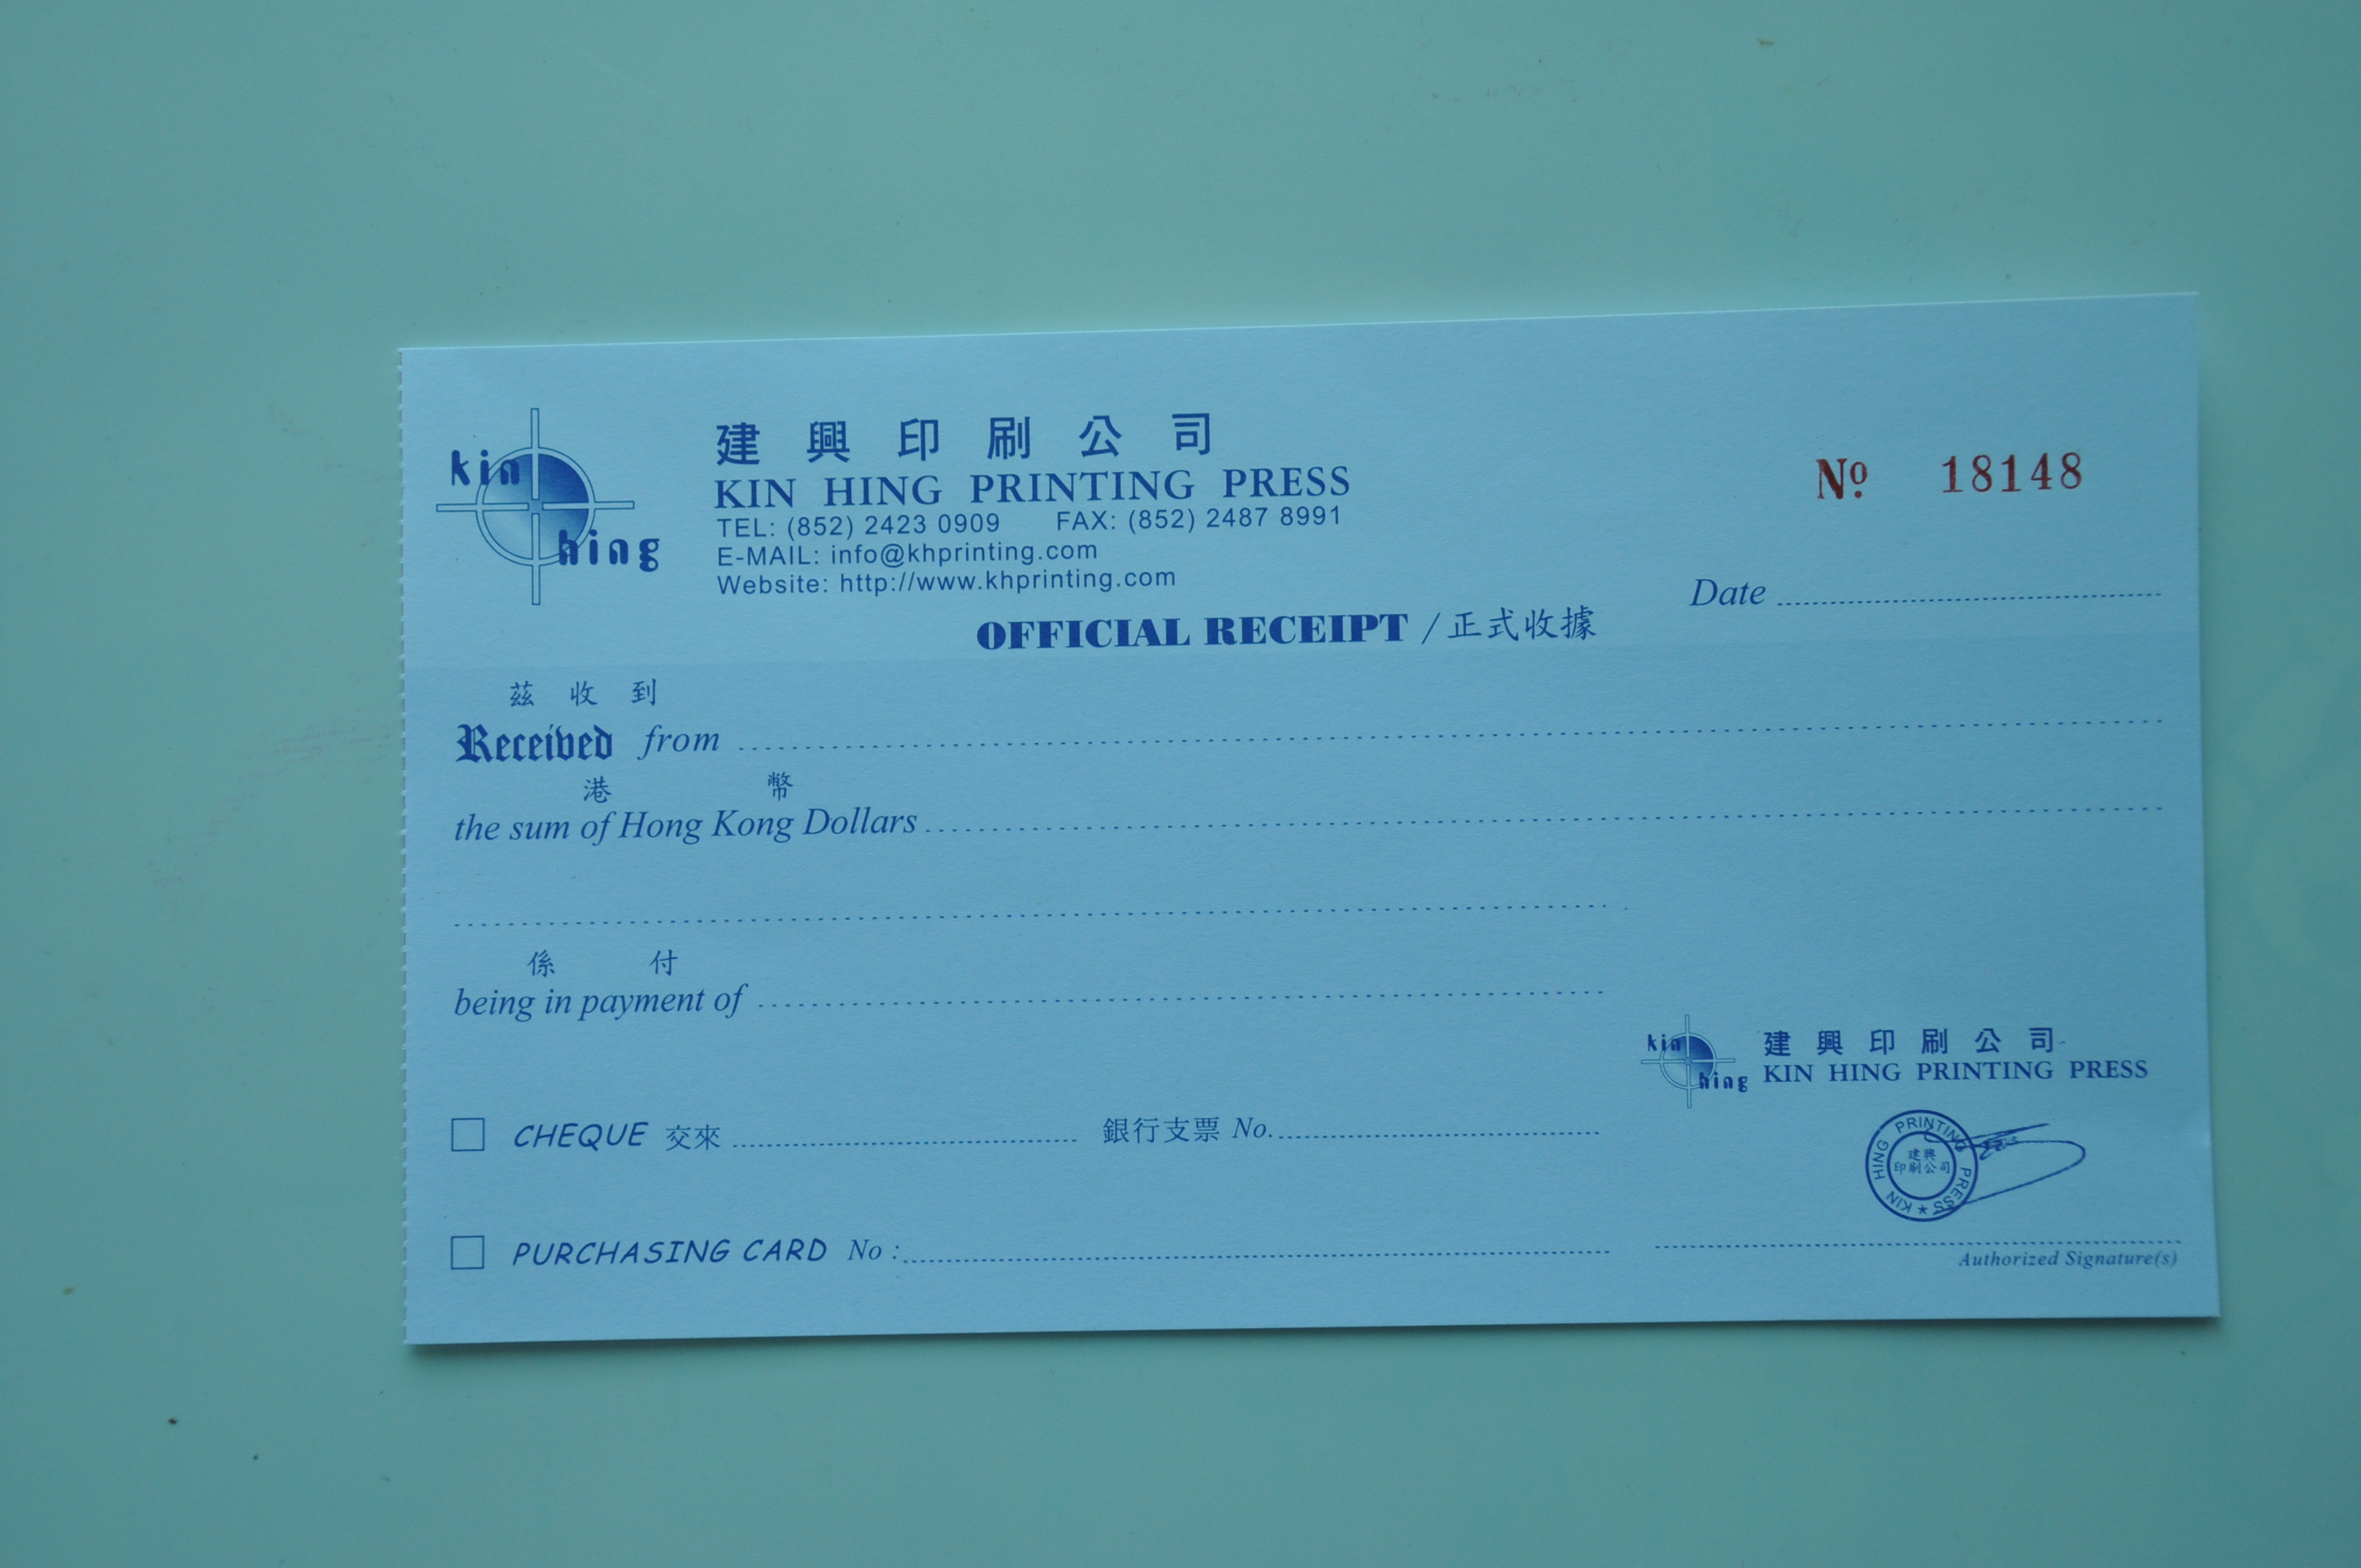 kin
hing
建興印刷公司
KIN HING PRINTING PRESS
TEL: (852) 2423 0909 FAX: (852) 2487 8991
E-MAIL: info@khprinting.com
Website: http://www.khprinting.com
Nº 18148
Date
OFFICIAL RECEIPT / 正式收據
茲收到
Received from
港幣
the sum of Hong Kong Dollars
係付
being in payment of
kin
hing
建興印刷公司
KIN HING PRINTING PRESS
CHEQUE 交來 銀行支票 No.
KIN HING PRINTING PRESS ★
建興
印刷公司
PURCHASING CARD No :
Authorized Signature(s)